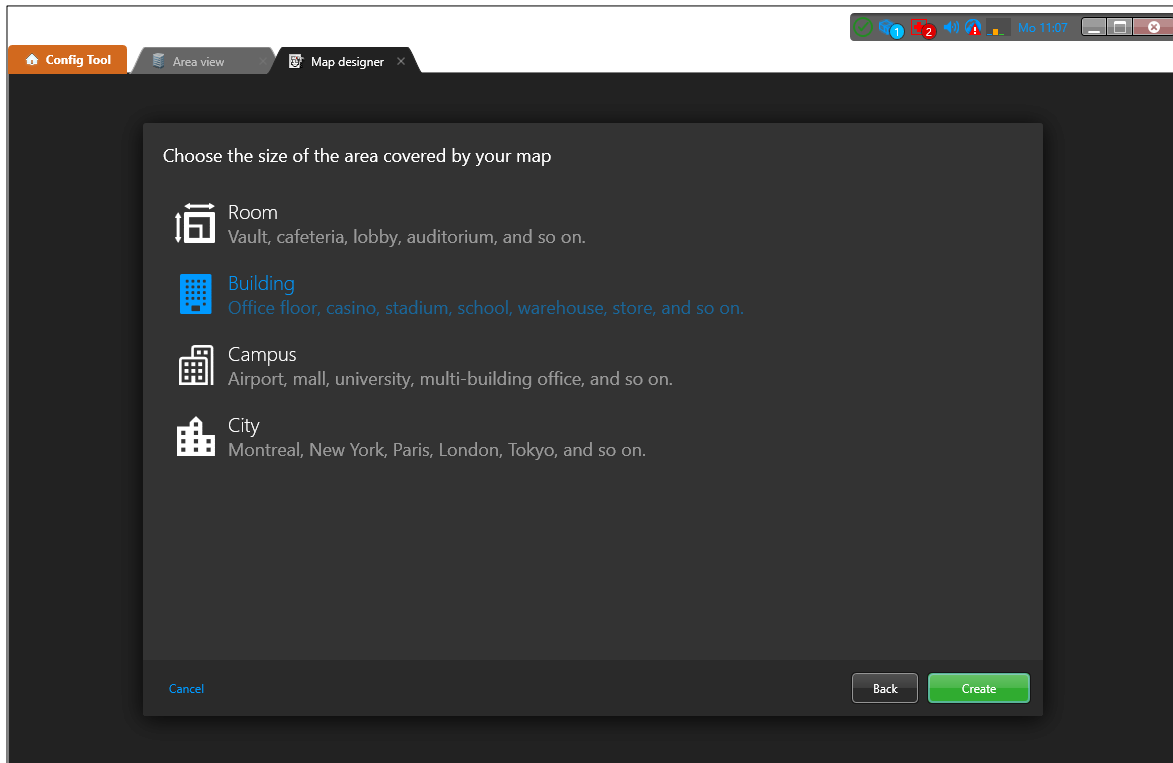 1 2 Mo 11:07
Config Tool Area view Map designer
Choose the size of the area covered by your map
Room
Vault, cafeteria, lobby, auditorium, and so on.
Building
Office floor, casino, stadium, school, warehouse, store, and so on.
Campus
Airport, mall, university, multi-building office, and so on.
City
Montreal, New York, Paris, London, Tokyo, and so on.
Cancel Back Create